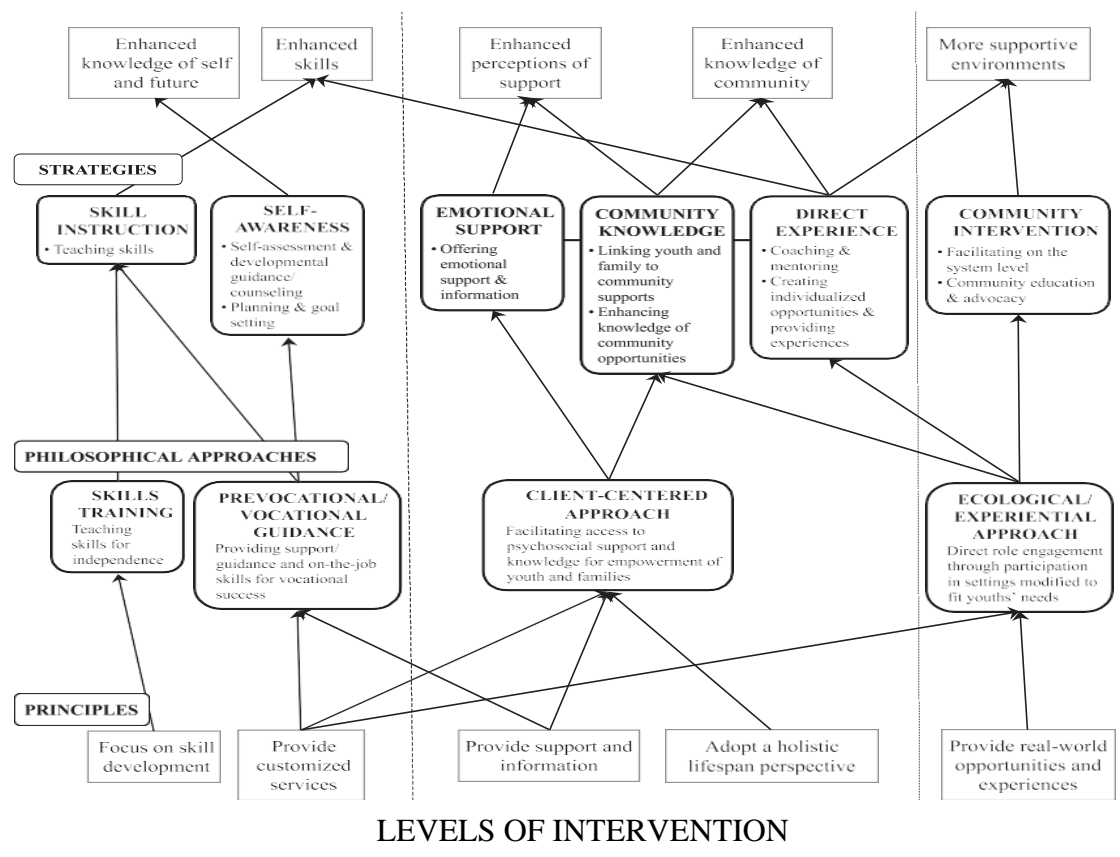 Enhanced
knowledge of self
and future
Enhanced
skills
Enhanced
perceptions of
support
Enhanced
knowledge of
community
More supportive
environments
STRATEGIES
SKILL
INSTRUCTION
• Teaching skills
SELF-
AWARENESS
• Self-assessment &
developmental
guidance/
counseling
• Planning & goal
setting
EMOTIONAL
SUPPORT
• Offering
emotional
support &
information
COMMUNITY
KNOWLEDGE
• Linking youth and
family to
community
supports
• Enhancing
knowledge of
community
opportunities
DIRECT
EXPERIENCE
• Coaching &
mentoring
• Creating
individualized
opportunities &
providing
experiences
COMMUNITY
INTERVENTION
• Facilitating on the
system level
• Community education
& advocacy
PHILOSOPHICAL APPROACHES
SKILLS
TRAINING
Teaching
skills for
independence
PREVOCATIONAL/
VOCATIONAL
GUIDANCE
Providing support/
guidance and on-the-job
skills for vocational
success
CLIENT-CENTERED
APPROACH
Facilitating access to
psychosocial support and
knowledge for empowerment of
youth and families
ECOLOGICAL/
EXPERIENTIAL
APPROACH
Direct role engagement
through participation
in settings modified to
fit youths' needs
PRINCIPLES
Focus on skill
development
Provide
customized
services
Provide support and
information
Adopt a holistic
lifespan perspective
Provide real-world
opportunities and
experiences
LEVELS OF INTERVENTION